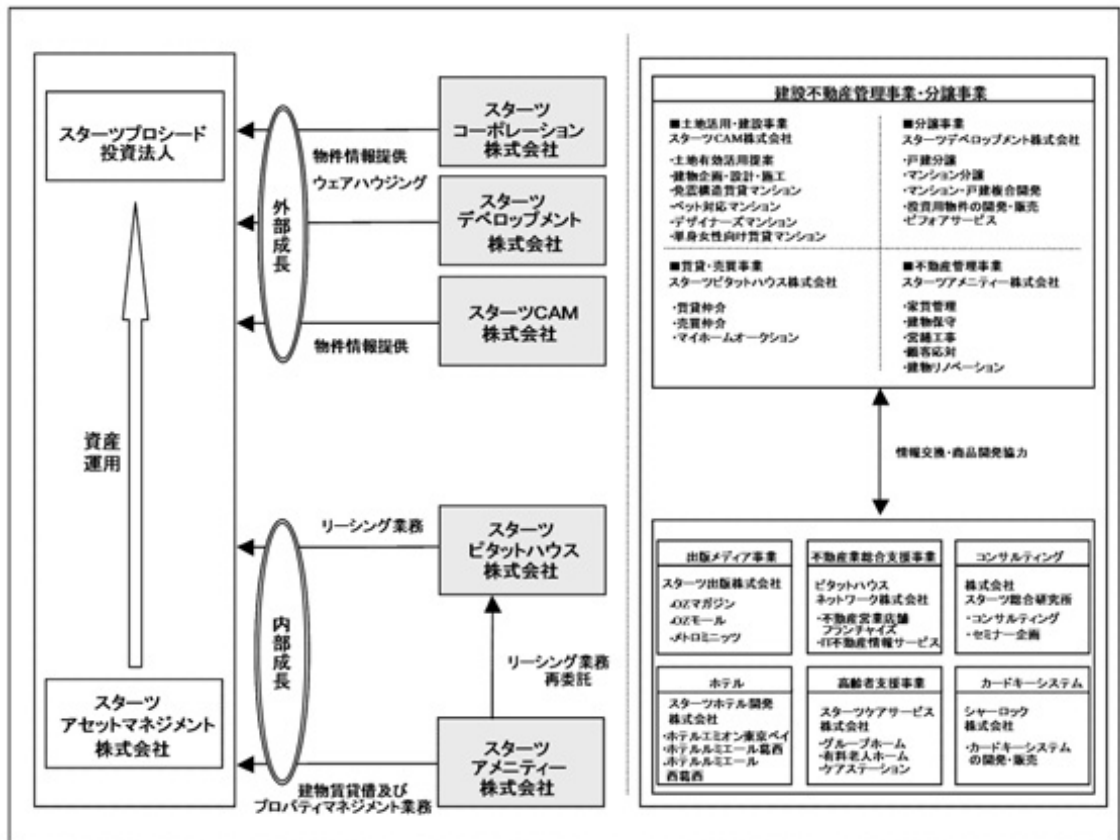 スターツプロシード
投資法人
資産
運用
スターツ
アセットマネジメント
株式会社
外部成長
物件情報提供
ウェアハウジング
物件情報提供
スターツ
コーポレーション
株式会社
スターツ
デベロップメント
株式会社
スターツCAM
株式会社
内部成長
リーシング業務
スターツ
ピタットハウス
株式会社
リーシング業務
再委託
建物賃貸借及び
プロパティマネジメント業務
スターツ
アメニティー
株式会社
建設不動産管理事業・分譲事業
■土地活用・建設事業
スターツCAM株式会社
・土地有効活用提案
・建物企画・設計・施工
・免震構造賃貸マンション
・ペット対応マンション
・デザイナーズマンション
・単身女性向け賃貸マンション
■分譲事業
スターツデベロップメント株式会社
・戸建分譲
・マンション分譲
・マンション・戸建複合開発
・投資用物件の開発・販売
・ビフォアサービス
■賃貸・売買事業
スターツピタットハウス株式会社
・賃貸仲介
・売買仲介
・マイホームオークション
■不動産管理事業
スターツアメニティー株式会社
・家賃管理
・建物保守
・営繕工事
・顧客応対
・建物リノベーション
情報交換・商品開発協力
出版メディア事業
スターツ出版株式会社
・OZマガジン
・OZモール
・メトロミニッツ
不動産業総合支援事業
ピタットハウス
ネットワーク株式会社
・不動産営業店舗
フランチャイズ
・IT不動産情報サービス
コンサルティング
株式会社
スターツ総合研究所
・コンサルティング
・セミナー企画
ホテル
スターツホテル開発
株式会社
・ホテルエミオン東京ベイ
・ホテルルミエール葛西
・ホテルルミエール
西葛西
高齢者支援事業
スターツケアサービス
株式会社
・グループホーム
・有料老人ホーム
・ケアステーション
カードキーシステム
シャーロック
株式会社
・カードキーシステム
の開発・販売